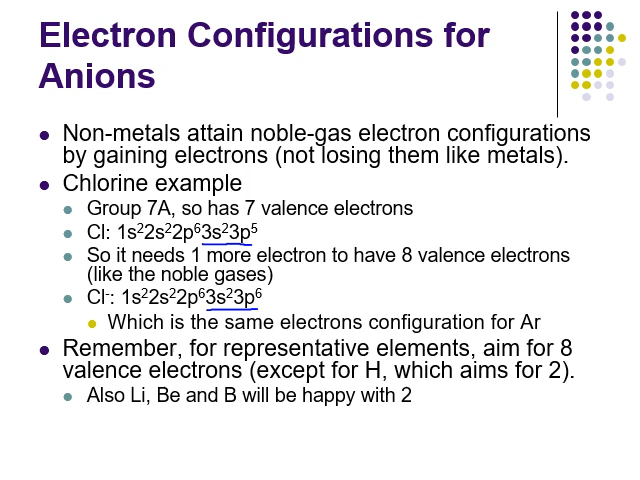 Electron Configurations for
Anions
Non-metals attain noble-gas electron configurations
by gaining electrons (not losing them like metals).
Chlorine example
Group 7A, so has 7 valence electrons
Cl: 1s²2s²2p⁶3s²3p⁵
So it needs 1 more electron to have 8 valence electrons
(like the noble gases)
Cl⁻: 1s²2s²2p⁶3s²3p⁶
Which is the same electrons configuration for Ar
Remember, for representative elements, aim for 8
valence electrons (except for H, which aims for 2).
Also Li, Be and B will be happy with 2